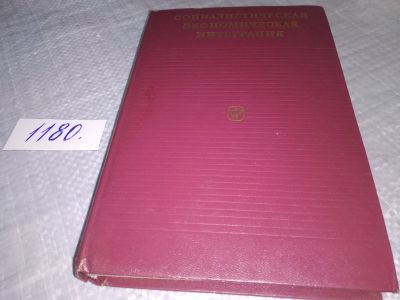 СОЦИАЛИСТИЧЕСКАЯ
ЭКОНОМИЧЕСКАЯ
ИНТЕГРАЦИЯ
1180.